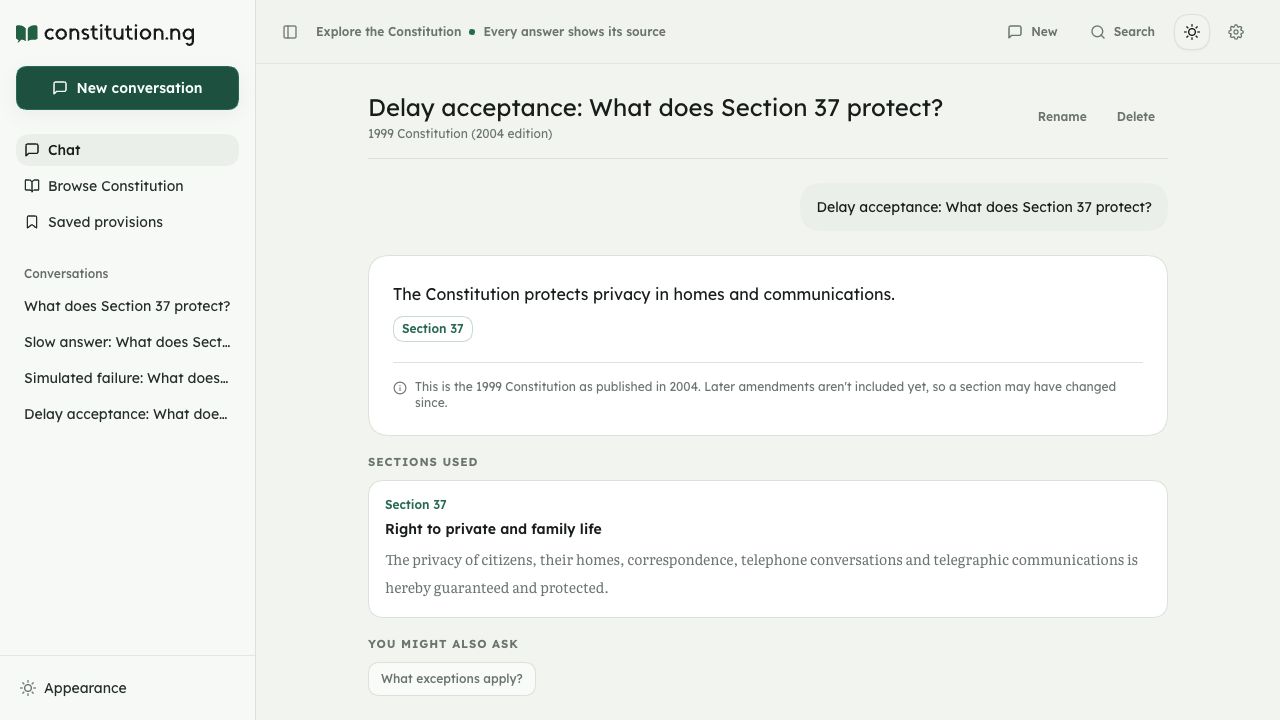 constitution.ng
New conversation
Chat
Browse Constitution
Saved provisions
Conversations
What does Section 37 protect?
Slow answer: What does Sect…
Simulated failure: What does…
Delay acceptance: What doe…
Appearance
Explore the Constitution • Every answer shows its source
New
Search
Delay acceptance: What does Section 37 protect?
1999 Constitution (2004 edition)
Rename
Delete
Delay acceptance: What does Section 37 protect?
The Constitution protects privacy in homes and communications.
Section 37
This is the 1999 Constitution as published in 2004. Later amendments aren't included yet, so a section may have changed
since.
SECTIONS USED
Section 37
Right to private and family life
The privacy of citizens, their homes, correspondence, telephone conversations and telegraphic communications is
hereby guaranteed and protected.
YOU MIGHT ALSO ASK
What exceptions apply?